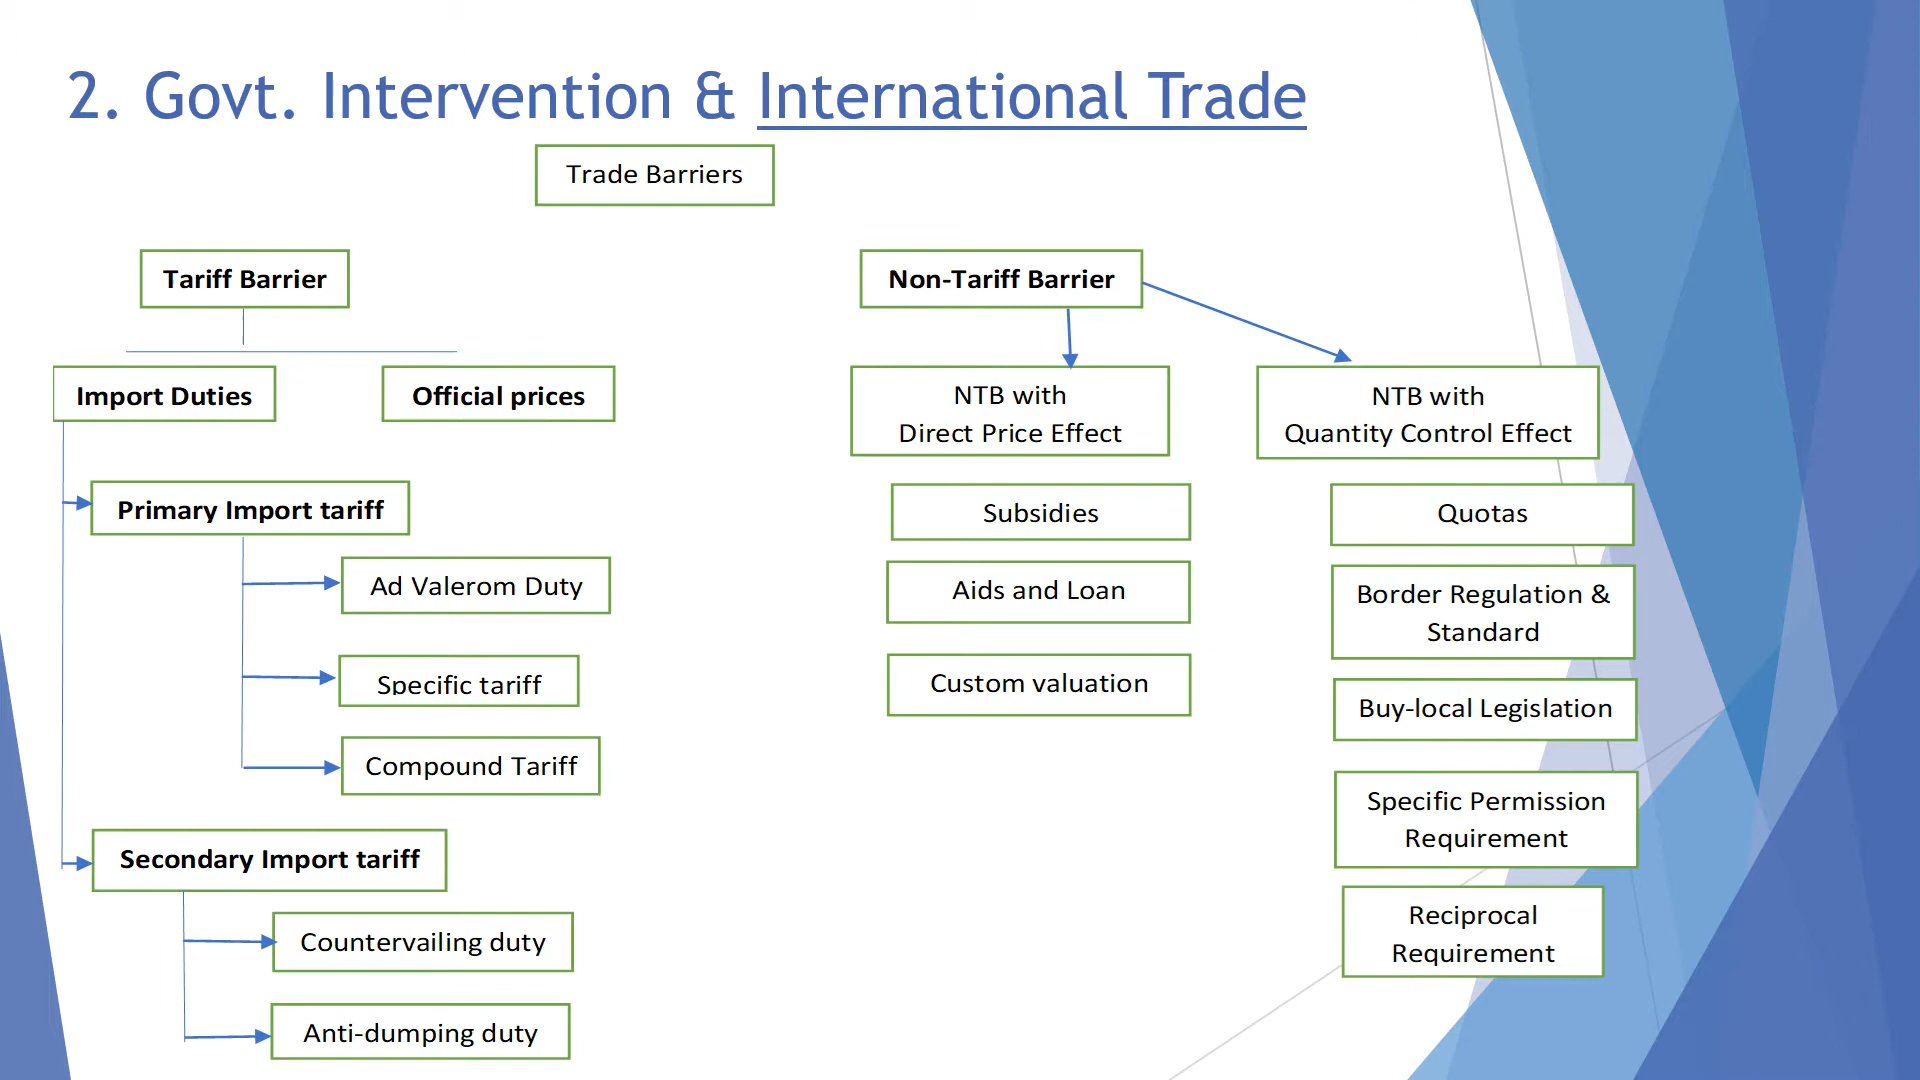 2. Govt. Intervention & International Trade
Trade Barriers
Tariff Barrier
Import Duties
Official prices
Primary Import tariff
Ad Valerom Duty
Specific tariff
Compound Tariff
Secondary Import tariff
Countervailing duty
Anti-dumping duty
Non-Tariff Barrier
NTB with
Direct Price Effect
Subsidies
Aids and Loan
Custom valuation
NTB with
Quantity Control Effect
Quotas
Border Regulation &
Standard
Buy-local Legislation
Specific Permission
Requirement
Reciprocal
Requirement